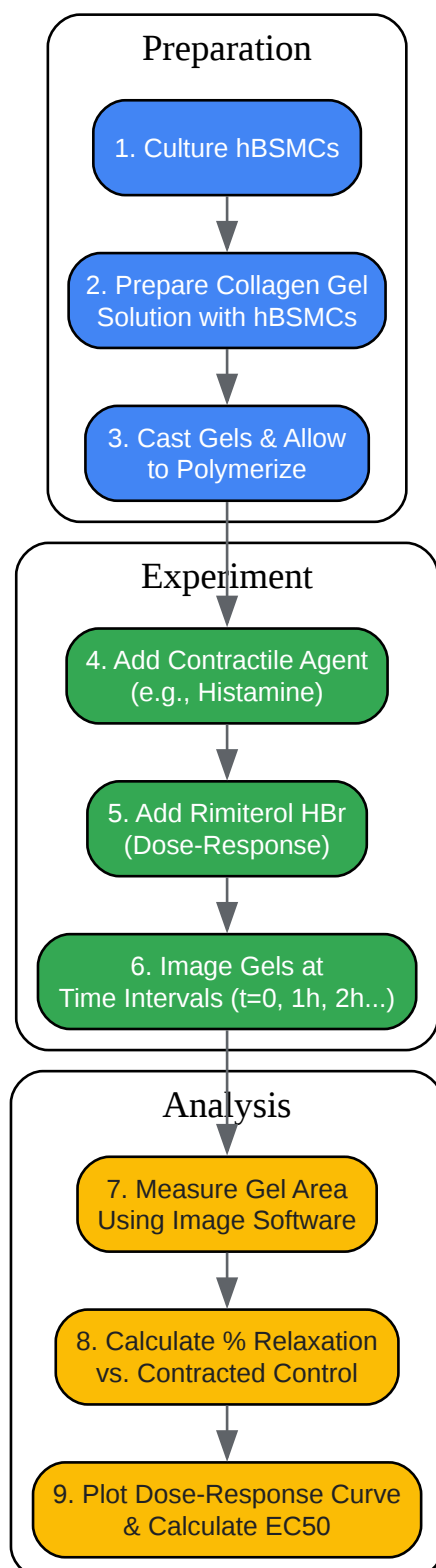 Preparation
1. Culture hBSMCs
2. Prepare Collagen Gel
Solution with hBSMCs
3. Cast Gels & Allow
to Polymerize
Experiment
4. Add Contractile Agent
(e.g., Histamine)
5. Add Rimiterol HBr
(Dose-Response)
6. Image Gels at
Time Intervals (t=0, 1h, 2h...)
Analysis
7. Measure Gel Area
Using Image Software
8. Calculate % Relaxation
vs. Contracted Control
9. Plot Dose-Response Curve
& Calculate EC50